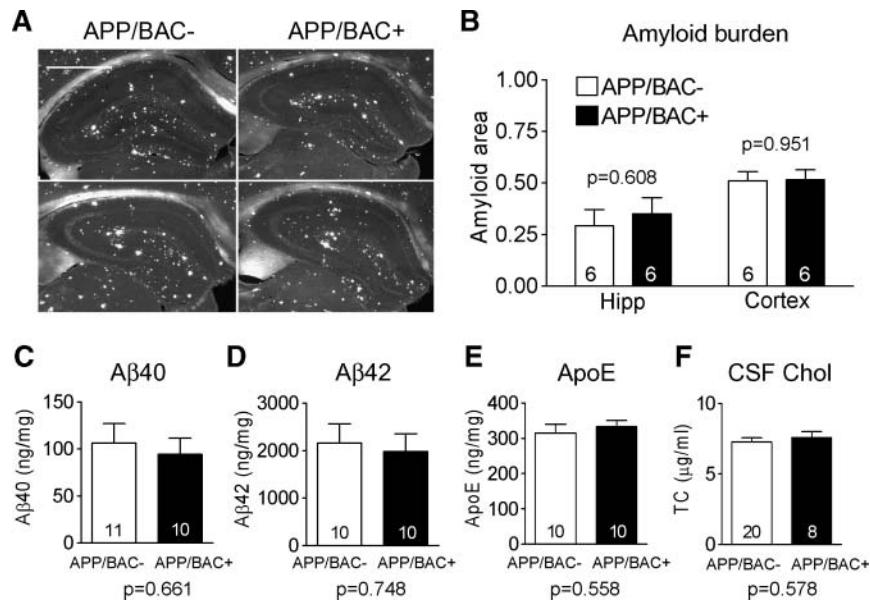 A
APP/BAC-
APP/BAC+
B
Amyloid burden
Amyloid area
1.00
0.75
0.50
0.25
0.00
APP/BAC-
APP/BAC+
p=0.608
p=0.951
6
6
6
6
Hipp
Cortex
C
Aβ40
Aβ40 (ng/mg)
150
100
50
0
11
10
APP/BAC-
APP/BAC+
p=0.661
D
Aβ42
Aβ42 (ng/mg)
3000
2000
1000
0
10
10
APP/BAC-
APP/BAC+
p=0.748
E
ApoE
ApoE (ng/mg)
400
300
200
100
0
10
10
APP/BAC-
APP/BAC+
p=0.558
F
CSF Chol
TC (μg/ml)
10
5
0
20
8
APP/BAC-
APP/BAC+
p=0.578